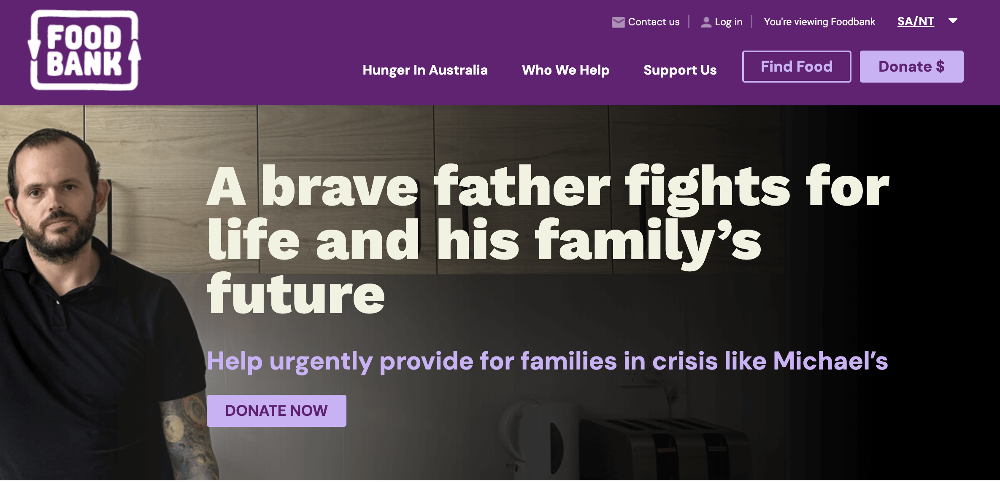 FOOD
BANK
Contact us
Log in
You're viewing Foodbank
SA/NT
Hunger In Australia
Who We Help
Support Us
Find Food
Donate $
A brave father fights for
life and his family’s
future
Help urgently provide for families in crisis like Michael’s
DONATE NOW